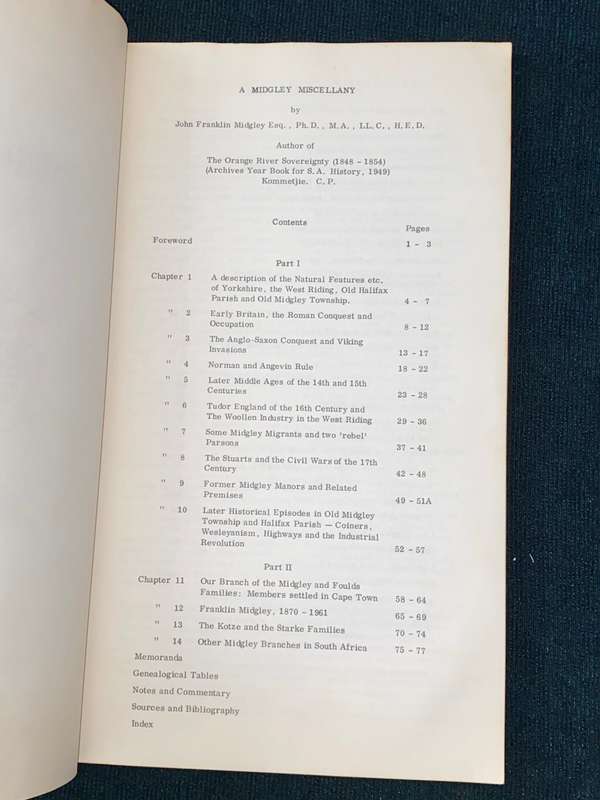 A MIDGLEY MISCELLANY
by
John Franklin Midgley Esq., Ph.D., M.A., LL.C., H.E.D.
Author of
The Orange River Sovereignty (1848 - 1854)
(Archives Year Book for S.A. History, 1949)
Kommetjie. C.P.
Contents
Pages
Foreword 1 - 3
Part I
Chapter 1 A description of the Natural Features etc.
of Yorkshire, the West Riding, Old Halifax
Parish and Old Midgley Township. 4 - 7
" 2 Early Britain, the Roman Conquest and
Occupation 8 - 12
" 3 The Anglo-Saxon Conquest and Viking
Invasions 13 - 17
" 4 Norman and Angevin Rule 18 - 22
" 5 Later Middle Ages of the 14th and 15th
Centuries 23 - 28
" 6 Tudor England of the 16th Century and
The Woollen Industry in the West Riding 29 - 36
" 7 Some Midgley Migrants and two 'rebel'
Parsons 37 - 41
" 8 The Stuarts and the Civil Wars of the 17th
Century 42 - 48
" 9 Former Midgley Manors and Related
Premises 49 - 51A
" 10 Later Historical Episodes in Old Midgley
Township and Halifax Parish — Coiners,
Wesleyanism, Highways and the Industrial
Revolution 52 - 57
Part II
Chapter 11 Our Branch of the Midgley and Foulds
Families: Members settled in Cape Town 58 - 64
" 12 Franklin Midgley, 1870 - 1961 65 - 69
" 13 The Kotze and the Starke Families 70 - 74
" 14 Other Midgley Branches in South Africa 75 - 77
Memoranda
Genealogical Tables
Notes and Commentary
Sources and Bibliography
Index